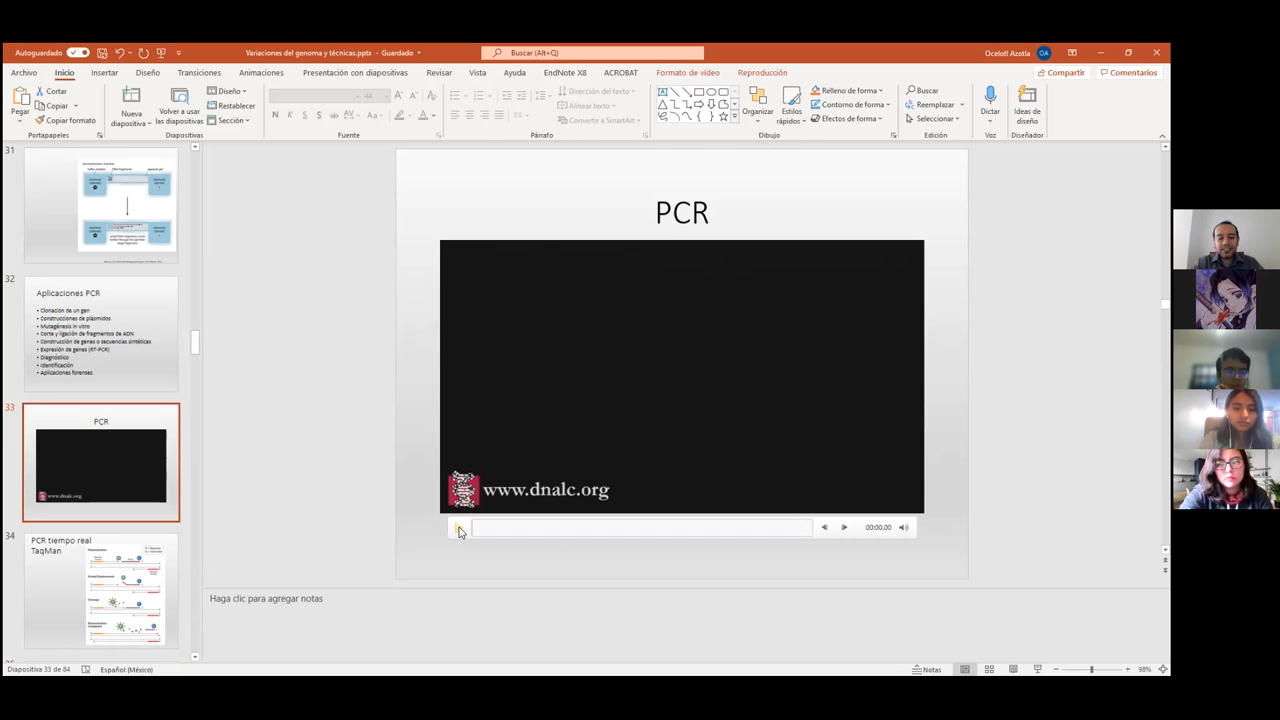 Autoguardado
Variaciones del genoma y técnicas.pptx - Guardado
Buscar (Alt+Q)
Ocelotl Azotla
OA
Archivo Inicio Insertar Diseño Transiciones Animaciones Presentación con diapositivas Revisar Vista Ayuda EndNote X8 ACROBAT Formato de vídeo Reproducción
Compartir
Comentarios
Pegar
Cortar
Copiar
Copiar formato
Portapapeles
Nueva diapositiva
Volver a usar las diapositivas
Diseño
Restablecer
Sección
Diapositivas
44
N K S S
AV
Aa
Fuente
Dirección del texto
Alinear texto
Convertir a SmartArt
Párrafo
Organizar
Estilos rápidos
Relleno de forma
Contorno de forma
Efectos de forma
Dibujo
Buscar
Reemplazar
Seleccionar
Edición
Dictar
Voz
Ideas de diseño
Diseñador
31
32
Aplicaciones PCR
• Clonación de un gen
• Construcciones de plásmidos
• Mutagénesis in vitro
• Corte y ligación de fragmentos de ADN
• Construcción de genes o secuencias sintéticas
• Expresión de genes (RT-PCR)
• Diagnóstico
• Identificación
• Aplicaciones forenses
33
PCR
www.dnalc.org
34
PCR tiempo real
TaqMan
PCR
www.dnalc.org
00:00.00
Haga clic para agregar notas
Diapositiva 33 de 84
Español (México)
Notas
98%